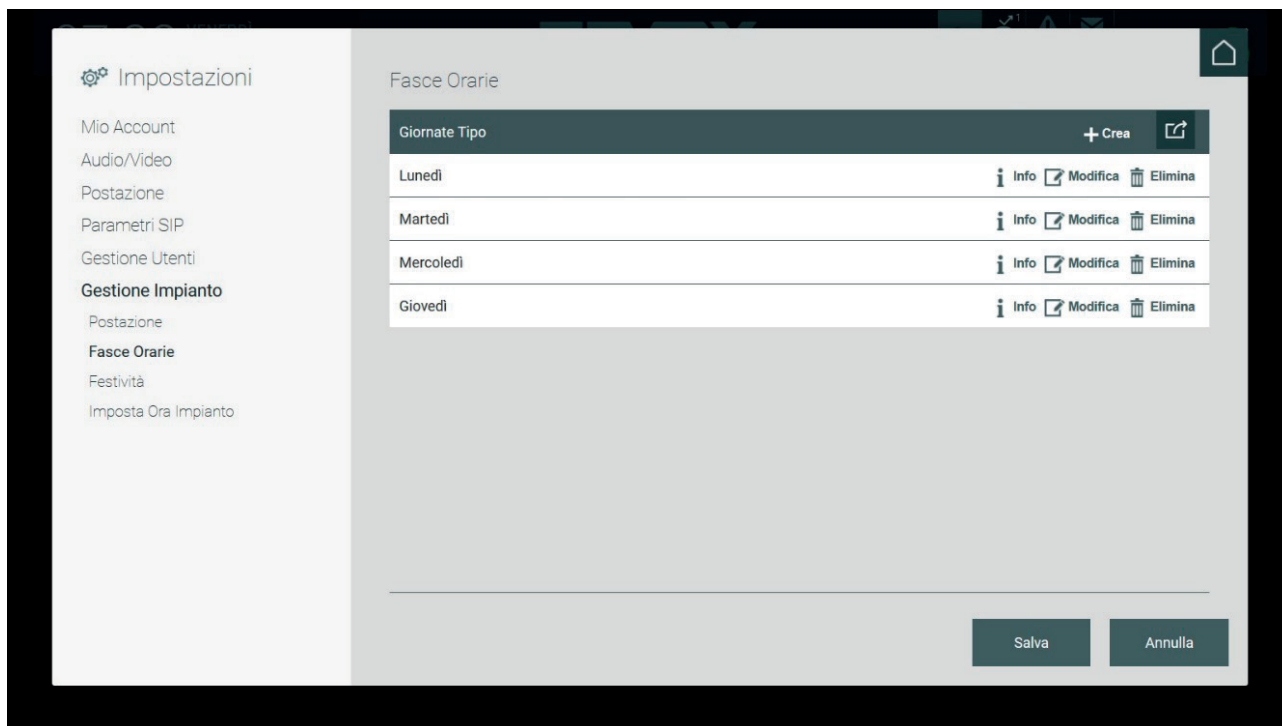 Impostazioni
Mio Account
Audio/Video
Postazione
Parametri SIP
Gestione Utenti
Gestione Impianto
Postazione
Fasce Orarie
Festività
Imposta Ora Impianto
Fasce Orarie
Giornate Tipo + Crea
Lunedì Info Modifica Elimina
Martedì Info Modifica Elimina
Mercoledì Info Modifica Elimina
Giovedì Info Modifica Elimina
Salva Annulla